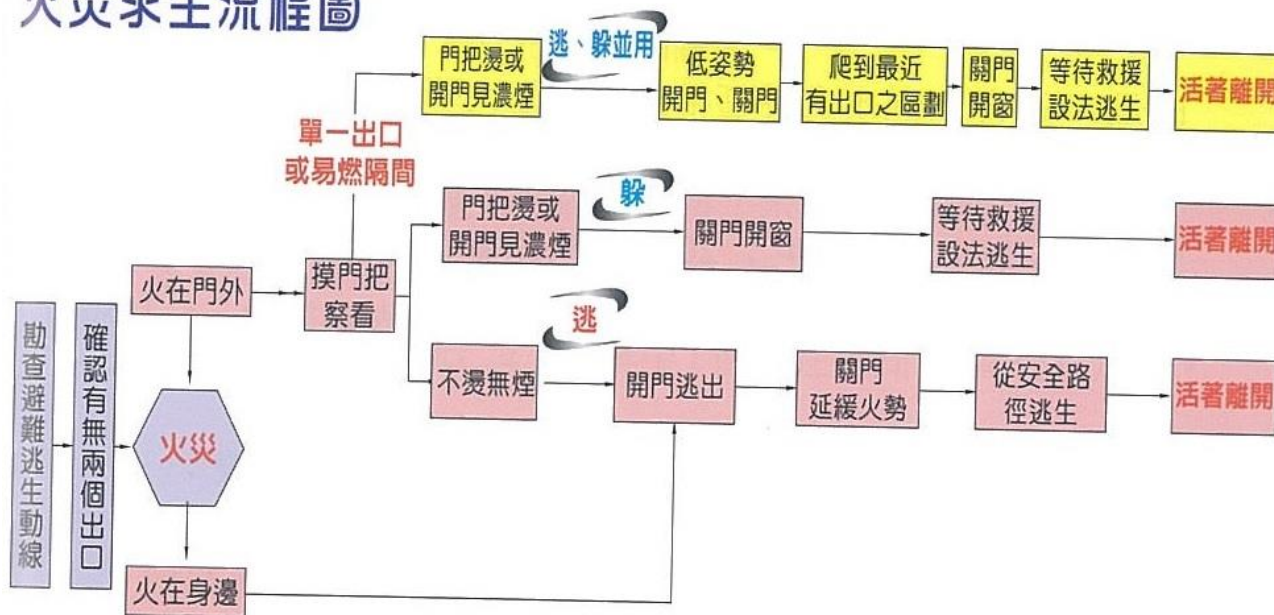 火災求生流程圖
門把燙或
開門見濃煙
逃、躲並用
低姿勢
開門、關門
爬到最近
有出口之區劃
關門
開窗
等待救援
設法逃生
活著離開
單一出口
或易燃隔間
門把燙或
開門見濃煙
躲
關門開窗
等待救援
設法逃生
活著離開
火在門外
摸門把
察看
逃
不燙無煙
開門逃出
關門
延緩火勢
從安全路
徑逃生
活著離開
勘查避難逃生動線
確認有無兩個出口
火災
火在身邊